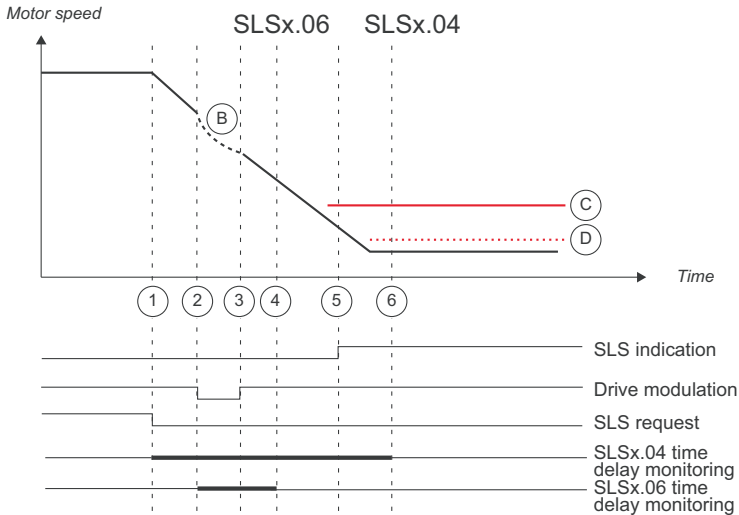 Motor speed
SLSx.06 SLSx.04
B
C
D
Time
1 2 3 4 5 6
SLS indication
Drive modulation
SLS request
SLSx.04 time
delay monitoring
SLSx.06 time
delay monitoring